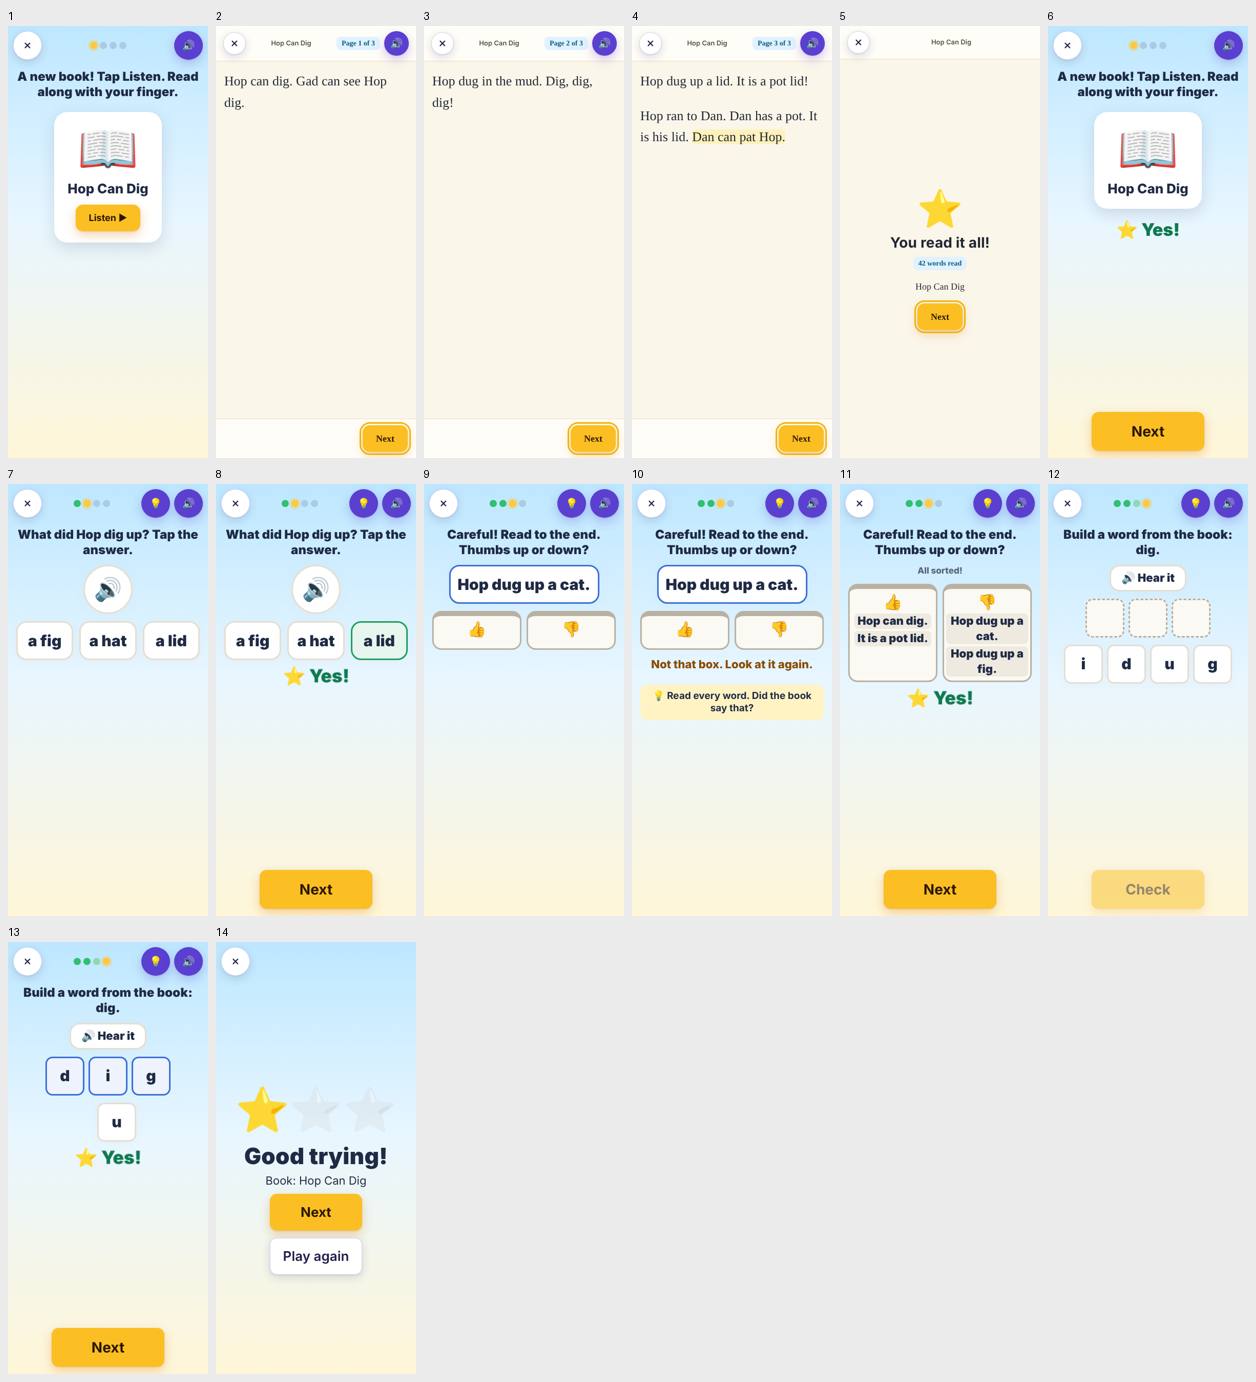 1
A new book! Tap Listen. Read
along with your finger.
Hop Can Dig
Listen ▶
2
Hop Can Dig
Page 1 of 3
Hop can dig. Gad can see Hop
dig.
Next
3
Hop Can Dig
Page 2 of 3
Hop dug in the mud. Dig, dig,
dig!
Next
4
Hop Can Dig
Page 3 of 3
Hop dug up a lid. It is a pot lid!
Hop ran to Dan. Dan has a pot. It
is his lid. Dan can pat Hop.
Next
5
Hop Can Dig
You read it all!
42 words read
Hop Can Dig
Next
6
A new book! Tap Listen. Read
along with your finger.
Hop Can Dig
Yes!
Next
7
What did Hop dig up? Tap the
answer.
a fig
a hat
a lid
8
What did Hop dig up? Tap the
answer.
a fig
a hat
a lid
Yes!
Next
9
Careful! Read to the end.
Thumbs up or down?
Hop dug up a cat.
10
Careful! Read to the end.
Thumbs up or down?
Hop dug up a cat.
Not that box. Look at it again.
Read every word. Did the book
say that?
11
Careful! Read to the end.
Thumbs up or down?
All sorted!
Hop can dig.
It is a pot lid.
Hop dug up a
cat.
Hop dug up a
fig.
Yes!
Next
12
Build a word from the book:
dig.
Hear it
i d u g
Check
13
Build a word from the book:
dig.
Hear it
d i g
u
Yes!
Next
14
Good trying!
Book: Hop Can Dig
Next
Play again